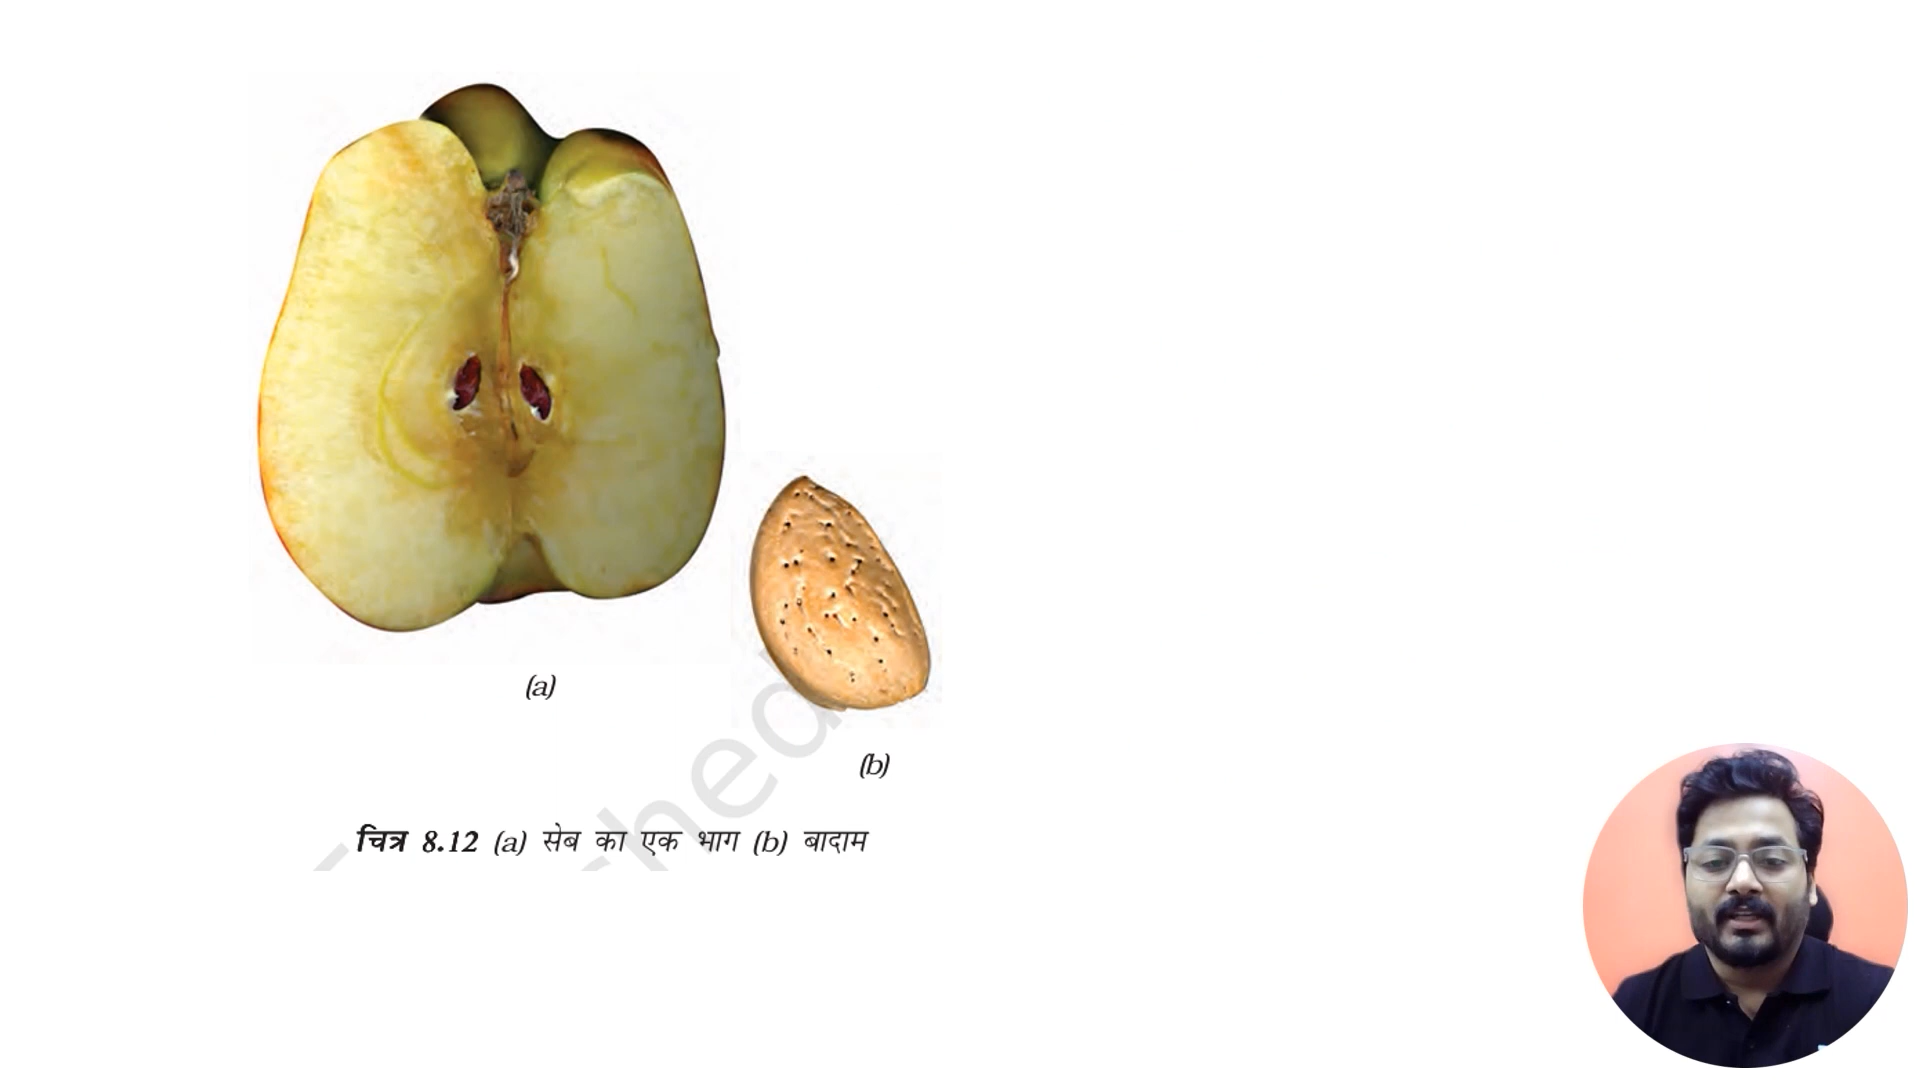 (a)
(b)
चित्र 8.12 (a) सेब का एक भाग (b) बादाम